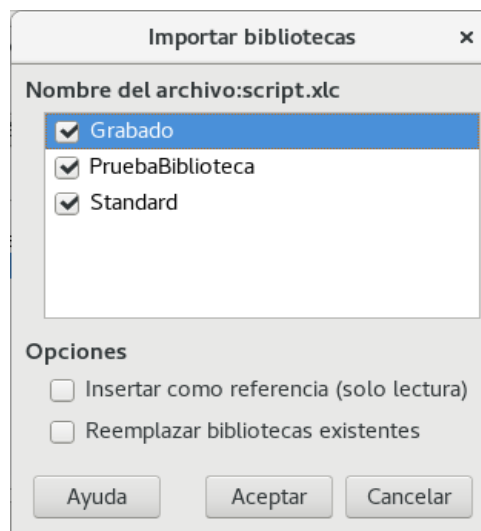 Importar bibliotecas ×
Nombre del archivo:script.xlc
Grabado
PruebaBiblioteca
Standard
Opciones
Insertar como referencia (solo lectura)
Reemplazar bibliotecas existentes
Ayuda Aceptar Cancelar